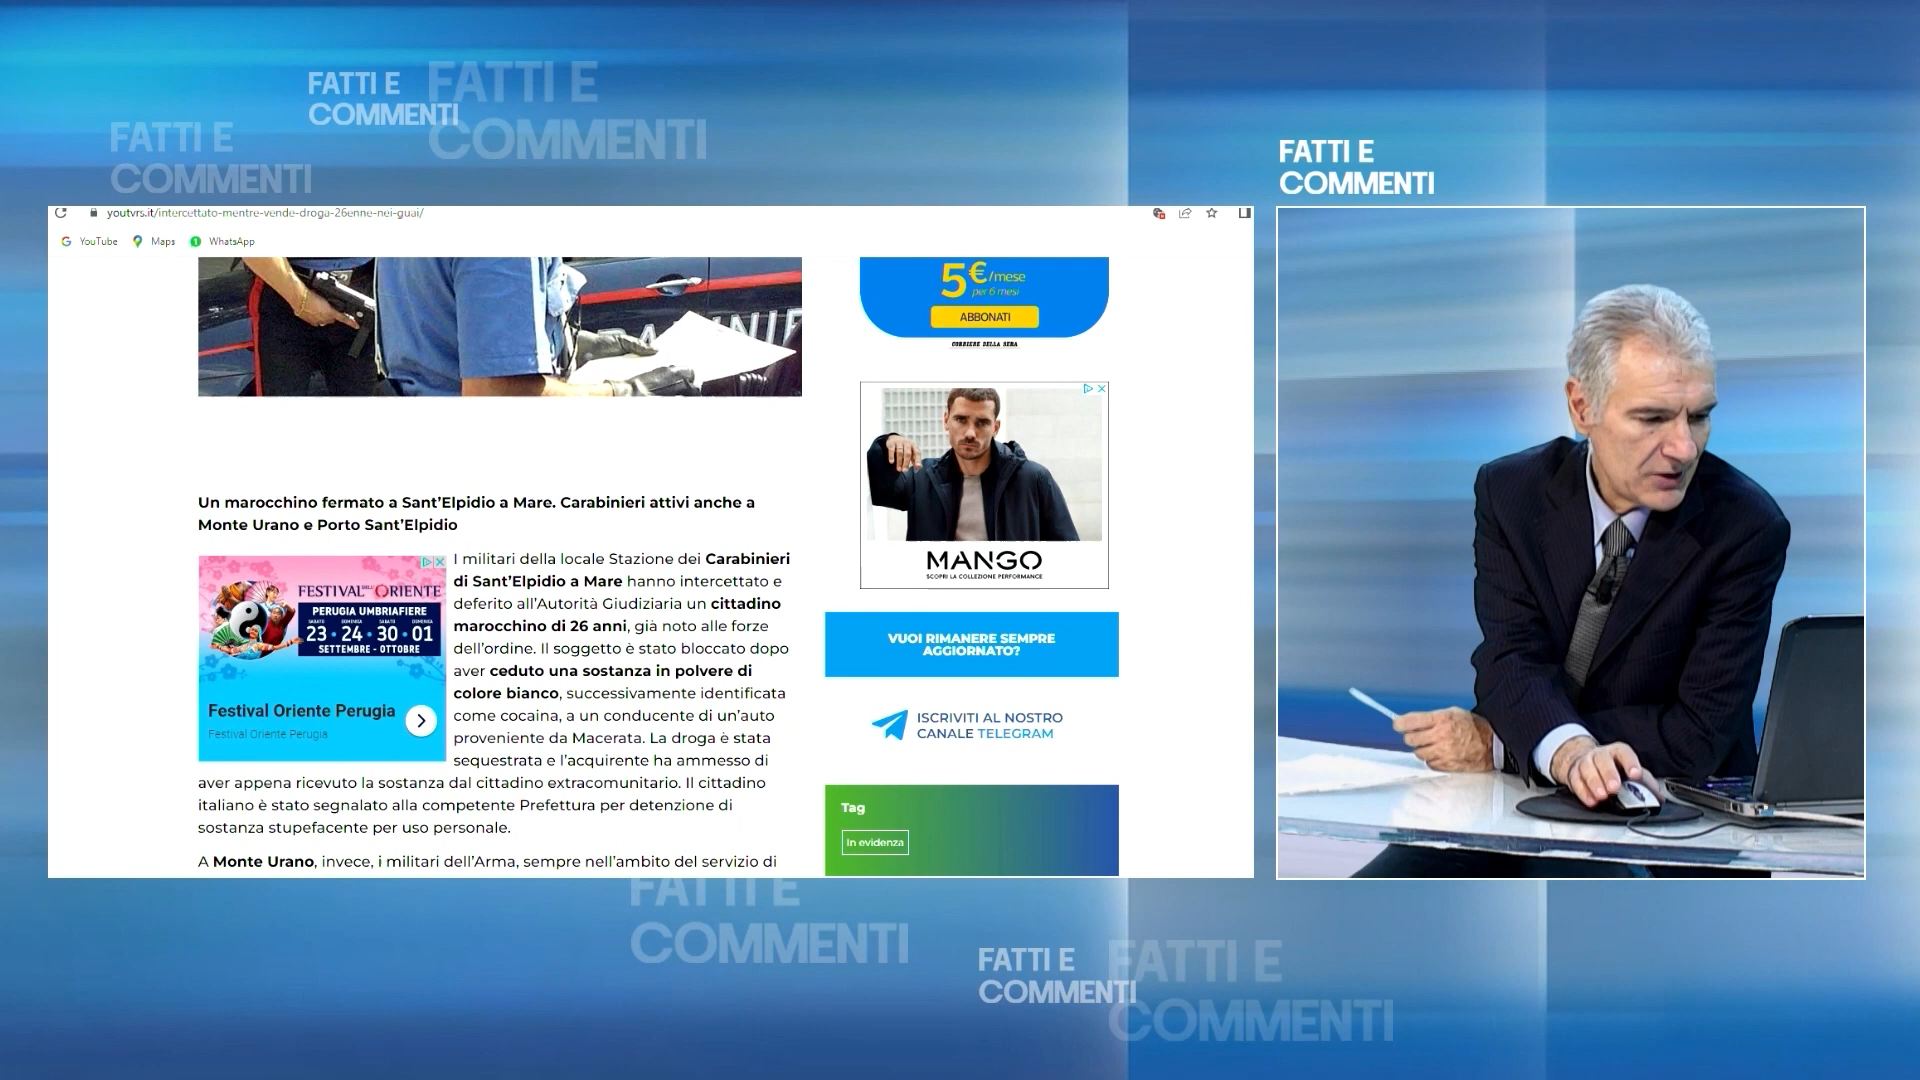 FATTI E
COMMENTI
FATTI E
COMMENTI
FATTI E
COMMENTI
FATTI E
COMMENTI
youtvrs.it/intercettato-mentre-vende-droga-26enne-nei-guai/
YouTube
Maps
WhatsApp
5€/mese
per 6 mesi
ABBONATI
CORRIERE DELLA SERA
MANGO
SCOPRI LA COLLEZIONE PERFORMANCE
Un marocchino fermato a Sant'Elpidio a Mare. Carabinieri attivi anche a
Monte Urano e Porto Sant'Elpidio
FESTIVAL DELL'ORIENTE
PERUGIA UMBRIAFIERE
SABATO DOMENICA SABATO DOMENICA
23 • 24 • 30 • 01
SETTEMBRE - OTTOBRE
Festival Oriente Perugia
Festival Oriente Perugia
I militari della locale Stazione dei Carabinieri
di Sant'Elpidio a Mare hanno intercettato e
deferito all'Autorità Giudiziaria un cittadino
marocchino di 26 anni, già noto alle forze
dell'ordine. Il soggetto è stato bloccato dopo
aver ceduto una sostanza in polvere di
colore bianco, successivamente identificata
come cocaina, a un conducente di un'auto
proveniente da Macerata. La droga è stata
sequestrata e l'acquirente ha ammesso di
aver appena ricevuto la sostanza dal cittadino extracomunitario. Il cittadino
italiano è stato segnalato alla competente Prefettura per detenzione di
sostanza stupefacente per uso personale.
A Monte Urano, invece, i militari dell'Arma, sempre nell'ambito del servizio di
VUOI RIMANERE SEMPRE
AGGIORNATO?
ISCRIVITI AL NOSTRO
CANALE TELEGRAM
Tag
In evidenza
FATTI E
COMMENTI
FATTI E
COMMENTI
FATTI E
COMMENTI